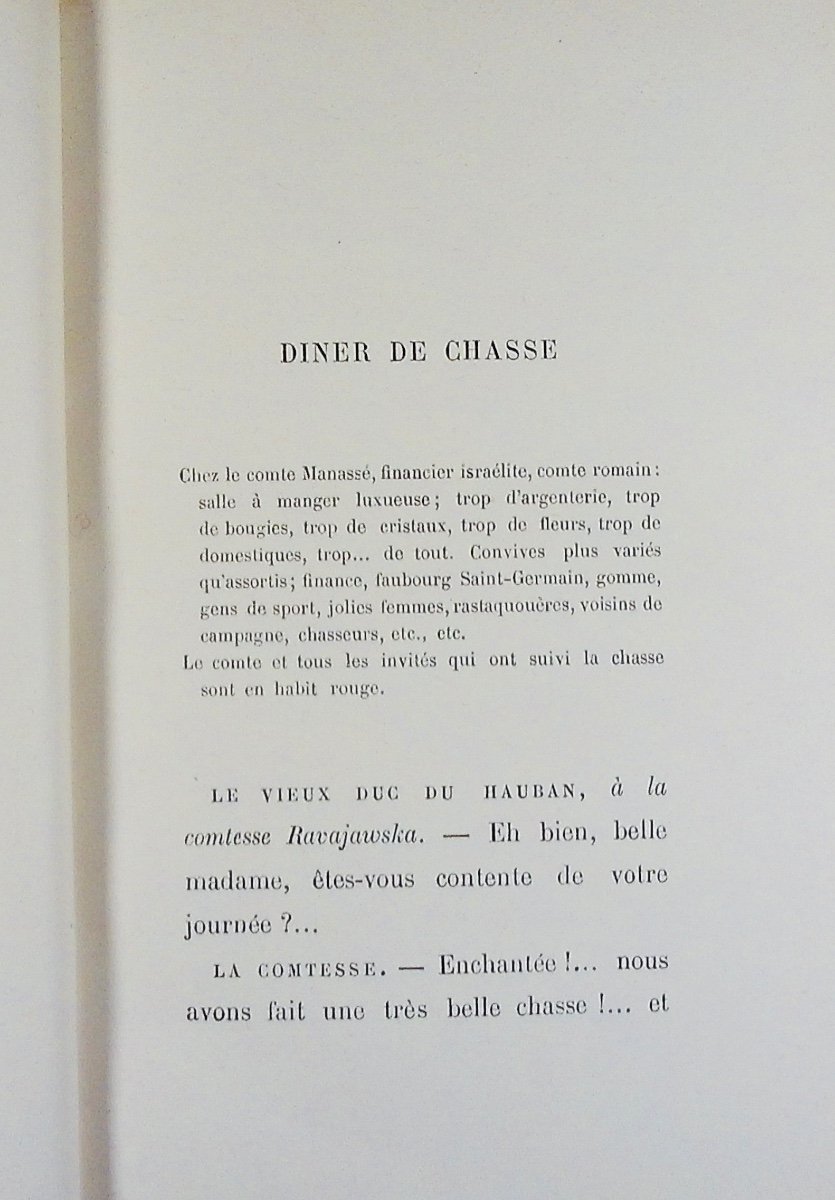 DINER DE CHASSE
Chez le comte Manassé, financier israélite, comte romain :
salle à manger luxueuse ; trop d'argenterie, trop
de bougies, trop de cristaux, trop de fleurs, trop de
domestiques, trop... de tout. Convives plus variés
qu'assortis ; finance, faubourg Saint-Germain, gomme,
gens de sport, jolies femmes, rastaquouères, voisins de
campagne, chasseurs, etc., etc.
Le comte et tous les invités qui ont suivi la chasse
sont en habit rouge.
LE VIEUX DUC DU HAUBAN, à la
comtesse Ravajawska. — Eh bien, belle
madame, êtes-vous contente de votre
journée ?...
LA COMTESSE. — Enchantée !... nous
avons fait une très belle chasse !... et